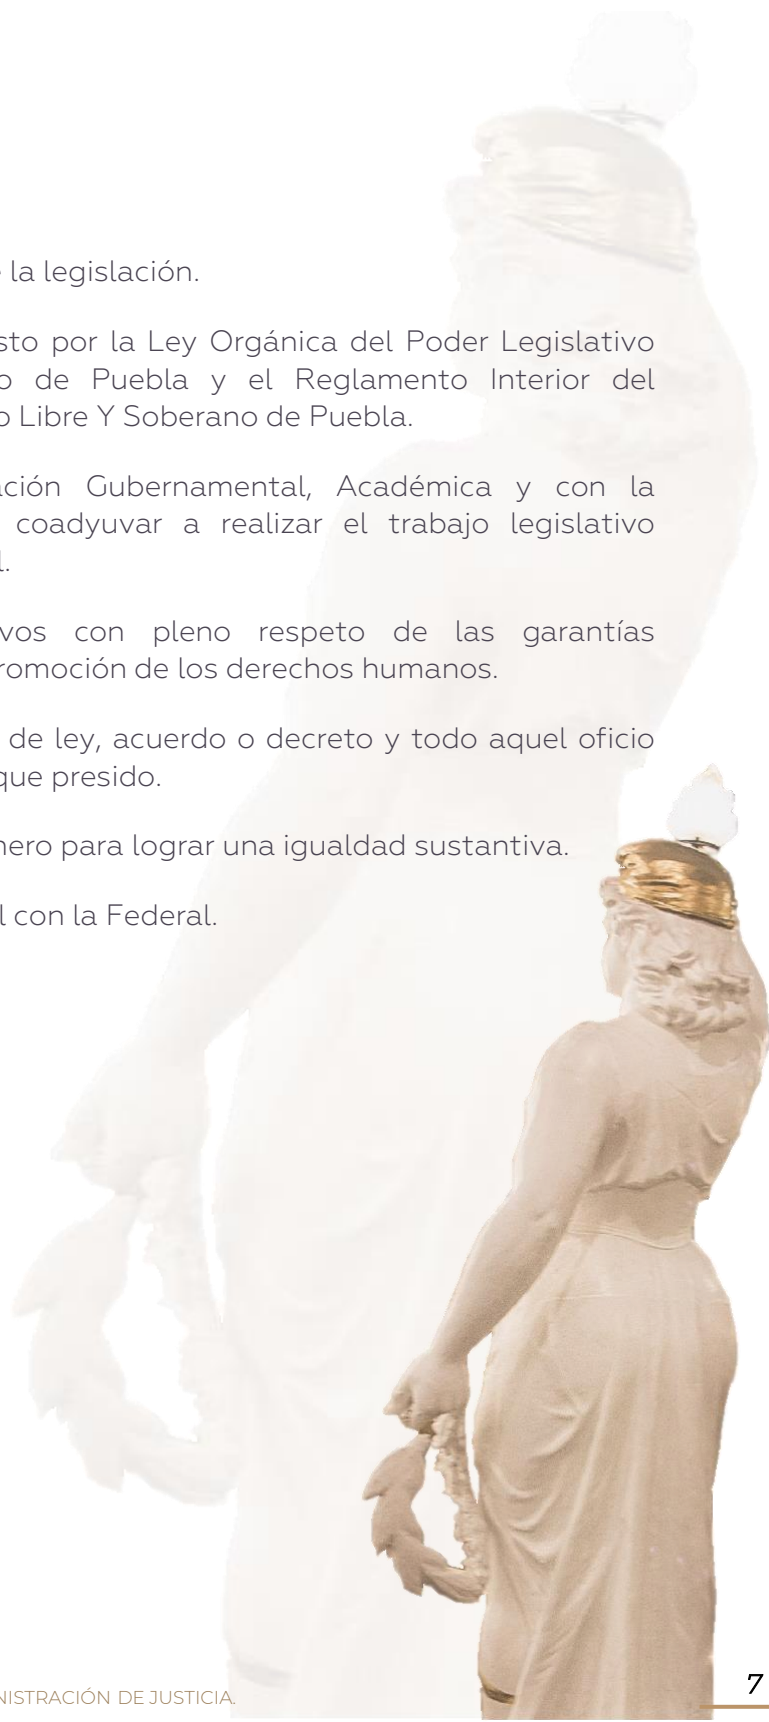 la legislación.
sto por la Ley Orgánica del Poder Legislativo
o de Puebla y el Reglamento Interior del
o Libre Y Soberano de Puebla.
ación Gubernamental, Académica y con la
coadyuvar a realizar el trabajo legislativo
l.
vos con pleno respeto de las garantías
romoción de los derechos humanos.
de ley, acuerdo o decreto y todo aquel oficio
que presido.
nero para lograr una igualdad sustantiva.
l con la Federal.
NISTRACIÓN DE JUSTICIA.
7